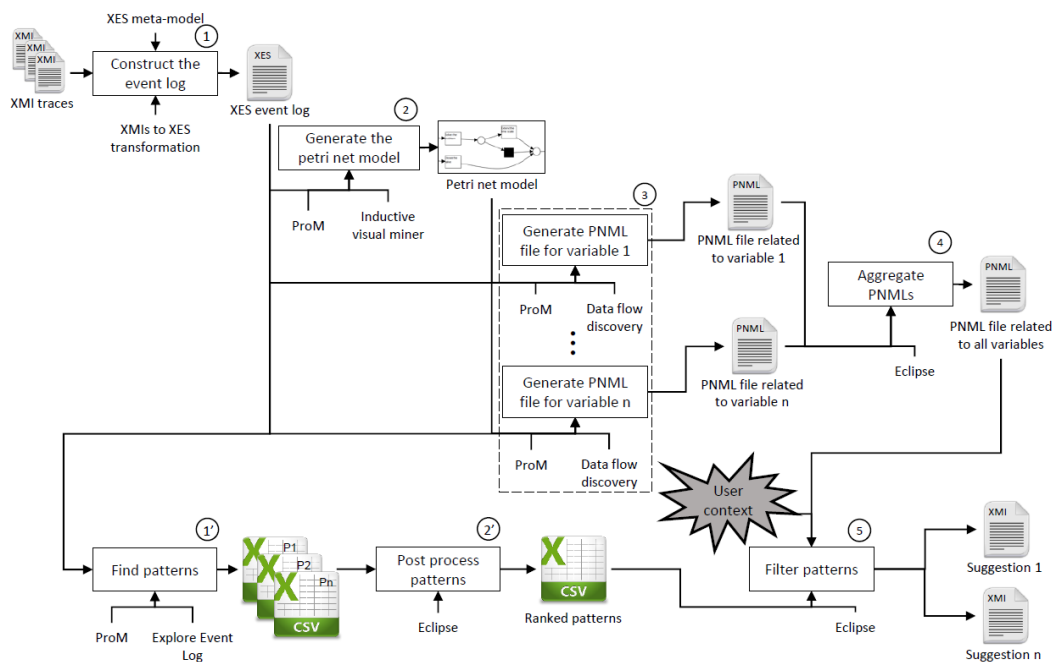 XES meta-model
1
XMI
XMI
XMI
XMI traces
Construct the
event log
XES
XES event log
XMIs to XES
transformation
2
Generate the
petri net model
Petri net model
ProM
Inductive
visual miner
3
Generate PNML
file for variable 1
ProM
Data flow
discovery
Generate PNML
file for variable n
ProM
Data flow
discovery
PNML
PNML file related
to variable 1
PNML
PNML file related
to variable n
4
Aggregate
PNMLs
Eclipse
PNML
PNML file related
to all variables
User
context
1'
Find patterns
ProM
Explore Event
Log
X
P1
X
P2
X
Pn
CSV
2'
Post process
patterns
Eclipse
X
CSV
Ranked patterns
5
Filter patterns
Eclipse
XMI
Suggestion 1
XMI
Suggestion n